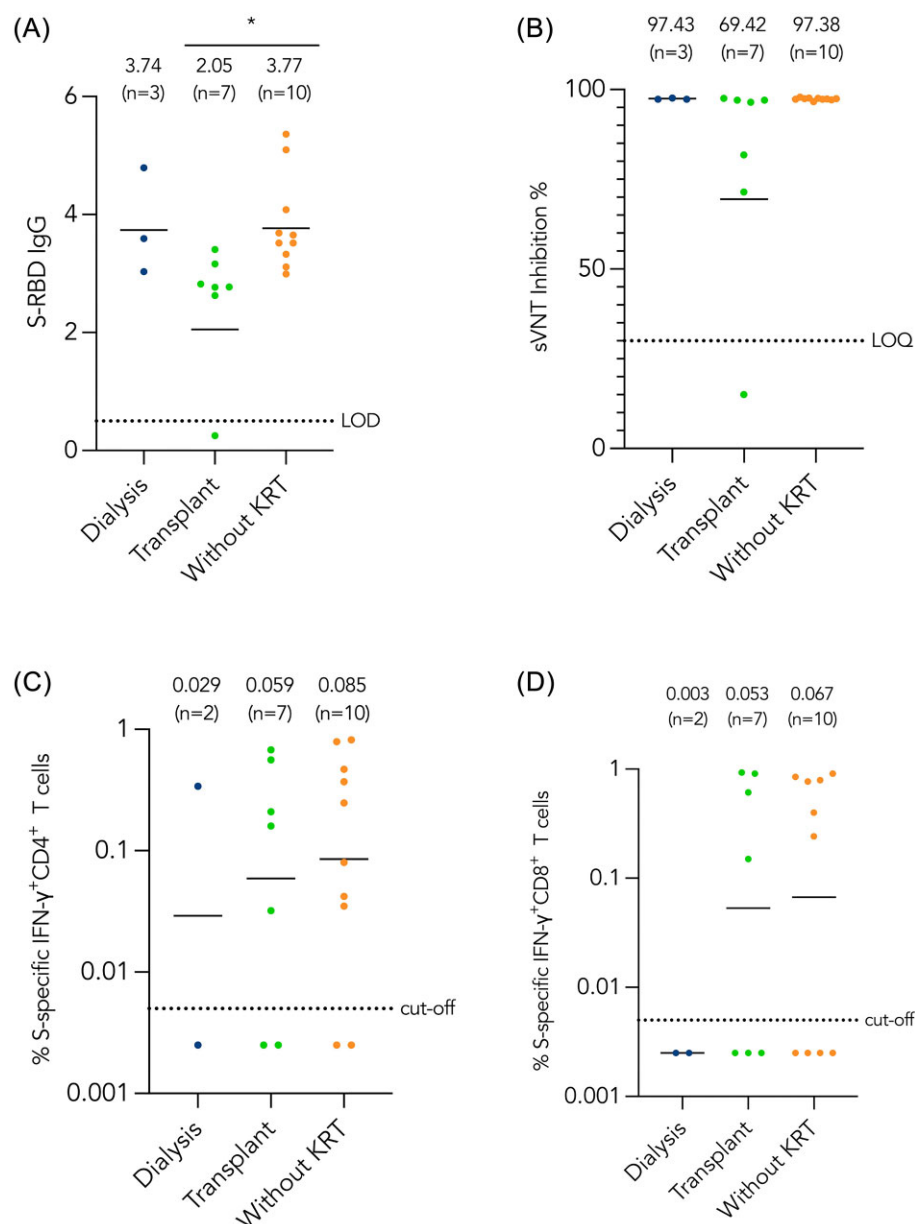 (A)
*
3.74 2.05 3.77
(n=3) (n=7) (n=10)
S-RBD IgG
6
4
2
0
LOD
Dialysis
Transplant
Without KRT
(B)
97.43 69.42 97.38
(n=3) (n=7) (n=10)
sVNT Inhibition %
100
50
0
LOQ
Dialysis
Transplant
Without KRT
(C)
0.029 0.059 0.085
(n=2) (n=7) (n=10)
% S-specific IFN-γ⁺CD4⁺ T cells
1
0.1
0.01
0.001
cut-off
Dialysis
Transplant
Without KRT
(D)
0.003 0.053 0.067
(n=2) (n=7) (n=10)
% S-specific IFN-γ⁺CD8⁺ T cells
1
0.1
0.01
0.001
cut-off
Dialysis
Transplant
Without KRT